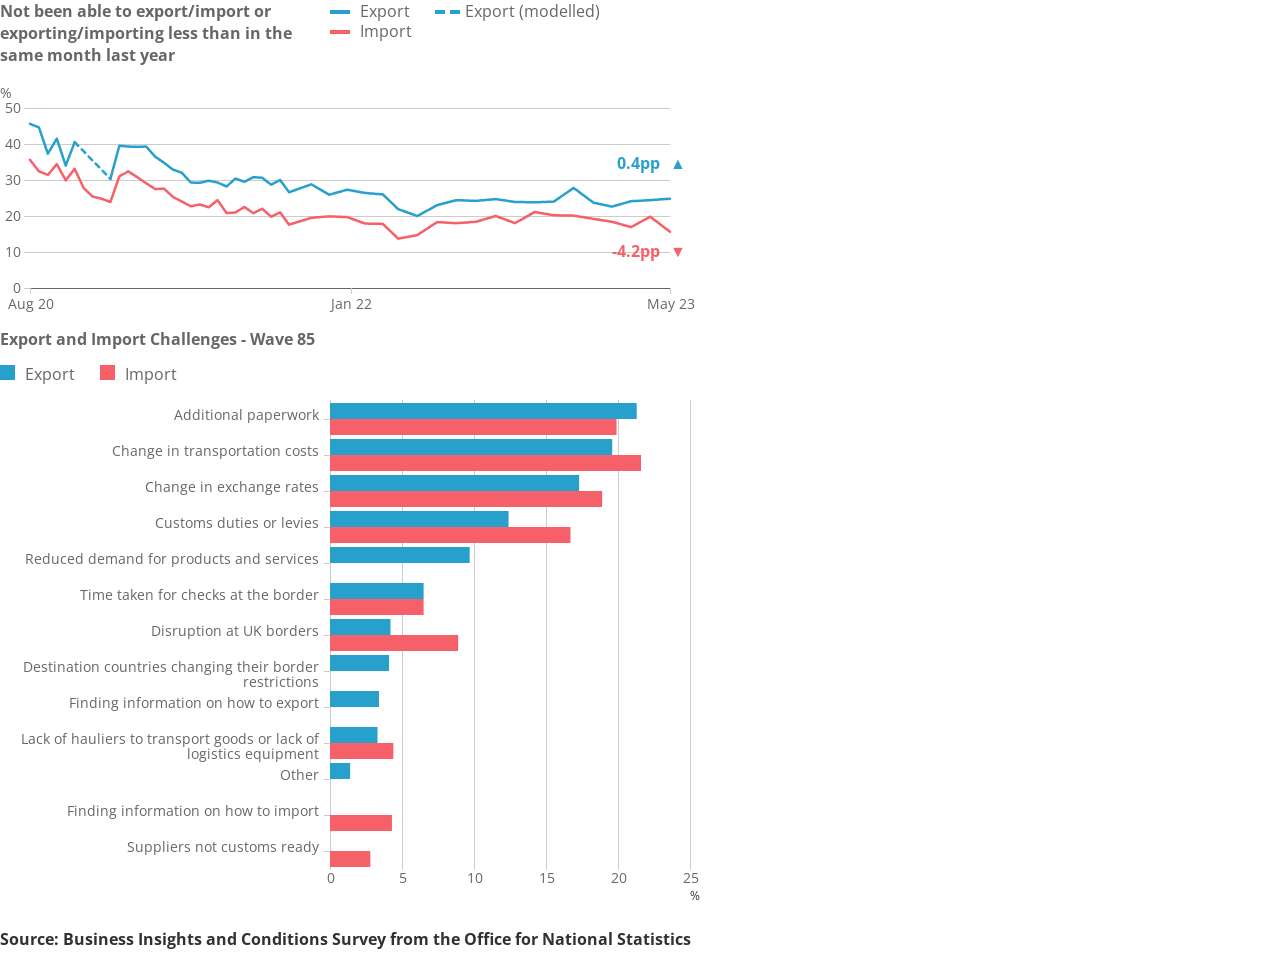 Not been able to export/import or
exporting/importing less than in the
same month last year
Export
Export (modelled)
Import
%
50
40
30
20
10
0
0.4pp ▲
-4.2pp ▼
Aug 20
Jan 22
May 23
Export and Import Challenges - Wave 85
Export
Import
Additional paperwork
Change in transportation costs
Change in exchange rates
Customs duties or levies
Reduced demand for products and services
Time taken for checks at the border
Disruption at UK borders
Destination countries changing their border
restrictions
Finding information on how to export
Lack of hauliers to transport goods or lack of
logistics equipment
Other
Finding information on how to import
Suppliers not customs ready
0
5
10
15
20
25
%
Source: Business Insights and Conditions Survey from the Office for National Statistics